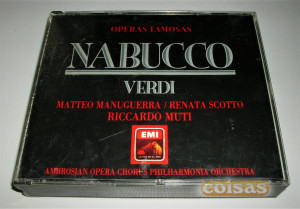 OPERAS FAMOSAS
NABUCCO
VERDI
MATTEO MANUGUERRA / RENATA SCOTTO
RICCARDO MUTI
EMI
AMBROSIAN OPERA CHORUS PHILHARMONIA ORCHESTRA
coisas